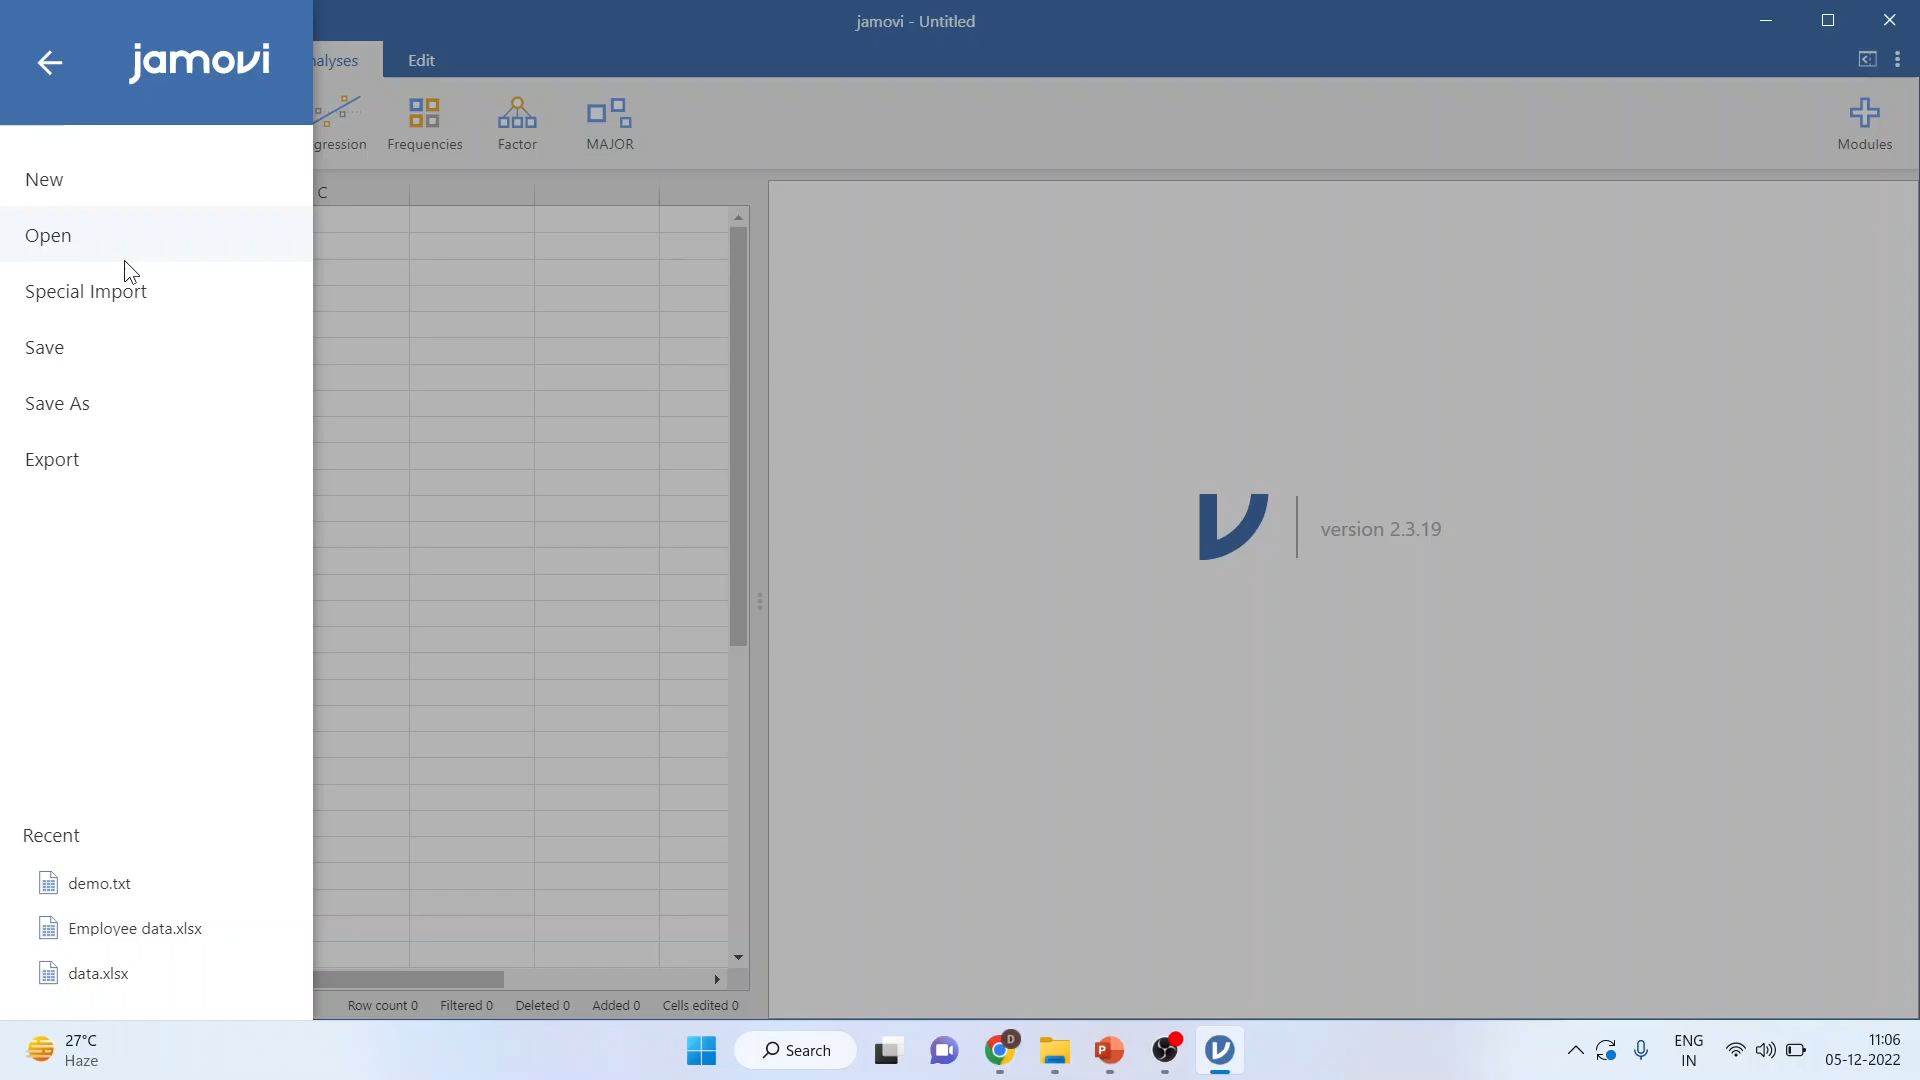 jamovi - Untitled
jamovi
nalyses
Edit
gression
Frequencies
Factor
MAJOR
Modules
New
Open
Special Import
Save
Save As
Export
C
version 2.3.19
Recent
demo.txt
Employee data.xlsx
data.xlsx
Row count 0
Filtered 0
Deleted 0
Added 0
Cells edited 0
27°C
Haze
Search
D
P
ENG
IN
11:06
05-12-2022